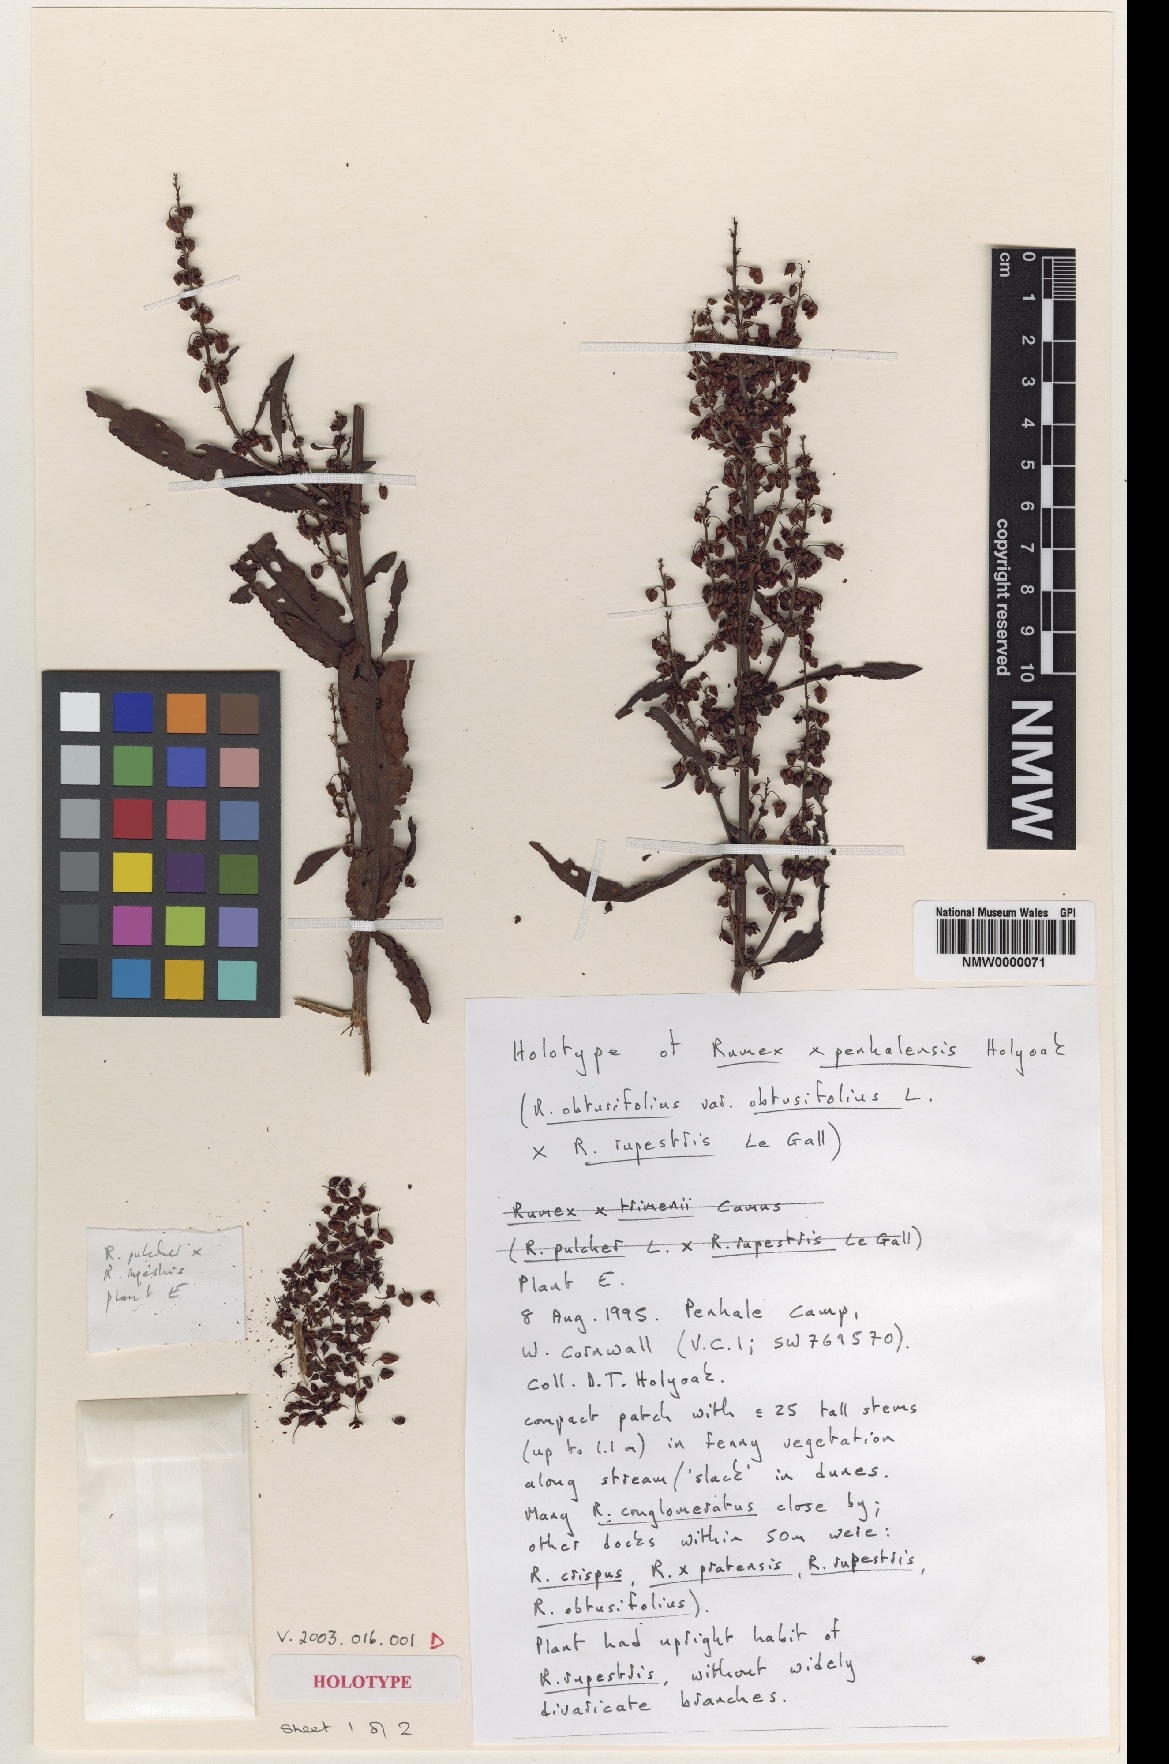 0
cm
1
2
3
4
5
6
7
8
9
10
copyright reserved
NMW
National Museum Wales GPI
NMW0000071
Holotype of Rumex x penhalensis Holyoak
(R. obtusifolius var. obtusifolius L.
x R. rupestris Le Gall)
Rumex x trimenii Camus
(R. pulcher L. x R. rupestris Le Gall)
Plant E.
8 Aug. 1995. Penhale Camp,
W. Cornwall (V.C.1; SW769570).
Coll. D.T. Holyoak.
compact patch with ± 25 tall stems
(up to 1.1 m) in fenny vegetation
along stream/'slack' in dunes.
Many R. conglomeratus close by;
other docks within 50m were:
R. crispus, R. x pratensis, R. rupestris,
R. obtusifolius).
Plant had upright habit of
R. rupestris, without widely
divaricate branches.
R. pulcher x
R. rupestris
plant E
V. 2003. 016. 001 D
HOLOTYPE
Sheet 1 of 2